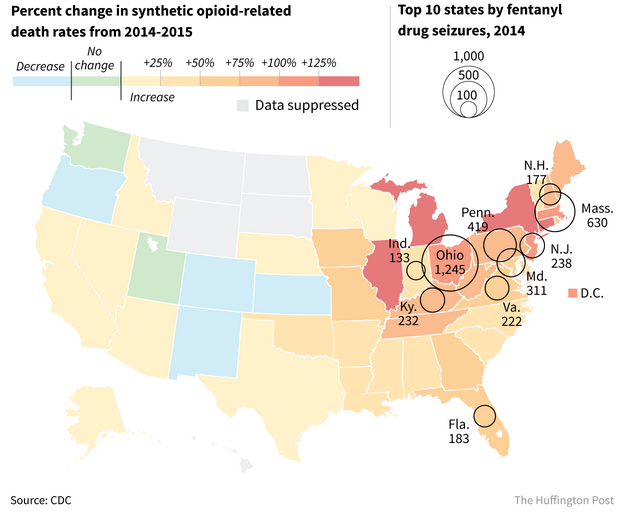 Percent change in synthetic opioid-related
death rates from 2014-2015
Decrease
No
change
+25% +50% +75% +100% +125%
Increase
Data suppressed
Top 10 states by fentanyl
drug seizures, 2014
1,000
500
100
N.H.
177
Mass.
630
Penn.
419
Ind.
133
Ohio
1,245
N.J.
238
Md.
311
D.C.
Ky.
232
Va.
222
Fla.
183
Source: CDC
The Huffington Post